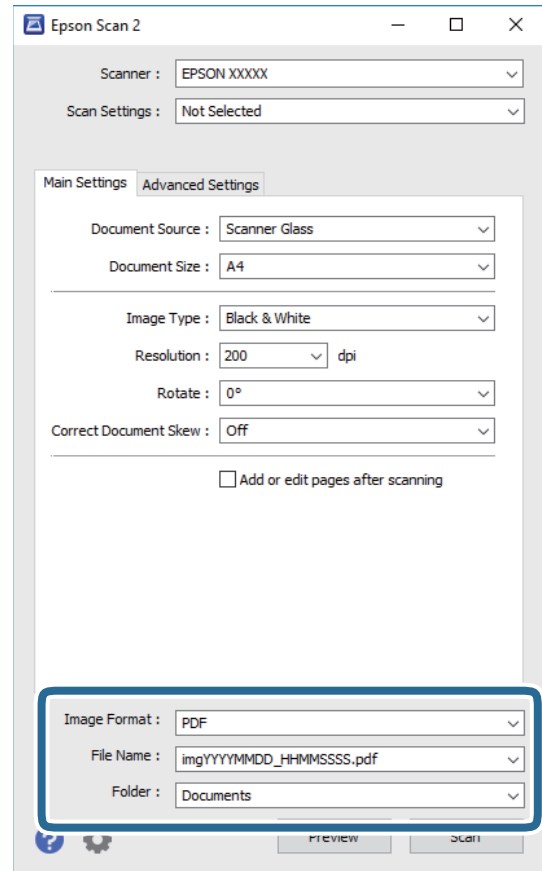 Epson Scan 2
Scanner : EPSON XXXXX
Scan Settings : Not Selected
Main Settings Advanced Settings
Document Source : Scanner Glass
Document Size : A4
Image Type : Black & White
Resolution : 200 dpi
Rotate : 0°
Correct Document Skew : Off
Add or edit pages after scanning
Image Format : PDF
File Name : imgYYYYMMDD_HHMMSSSS.pdf
Folder : Documents
? Preview Scan